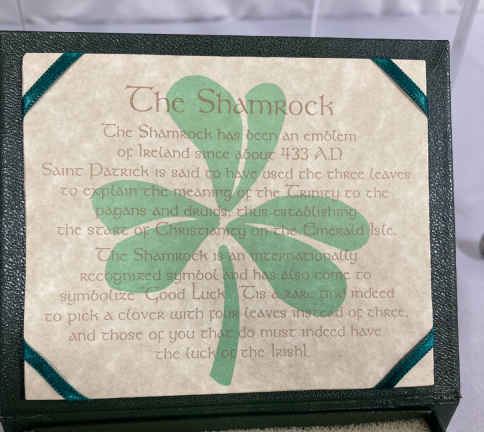 The Shamrock
The Shamrock has been an emblem
of Ireland since about 433 A.D.
Saint Patrick is said to have used the three leaves
to explain the meaning of the Trinity to the
pagans and druids, thus establishing
the start of Christianity on the Emerald Isle.
The Shamrock is an internationally
recognized symbol and has also come to
symbolize "Good Luck". 'Tis a rare find indeed
to pick a clover with four leaves instead of three,
and those of you that do must indeed have
the luck of the Irish!